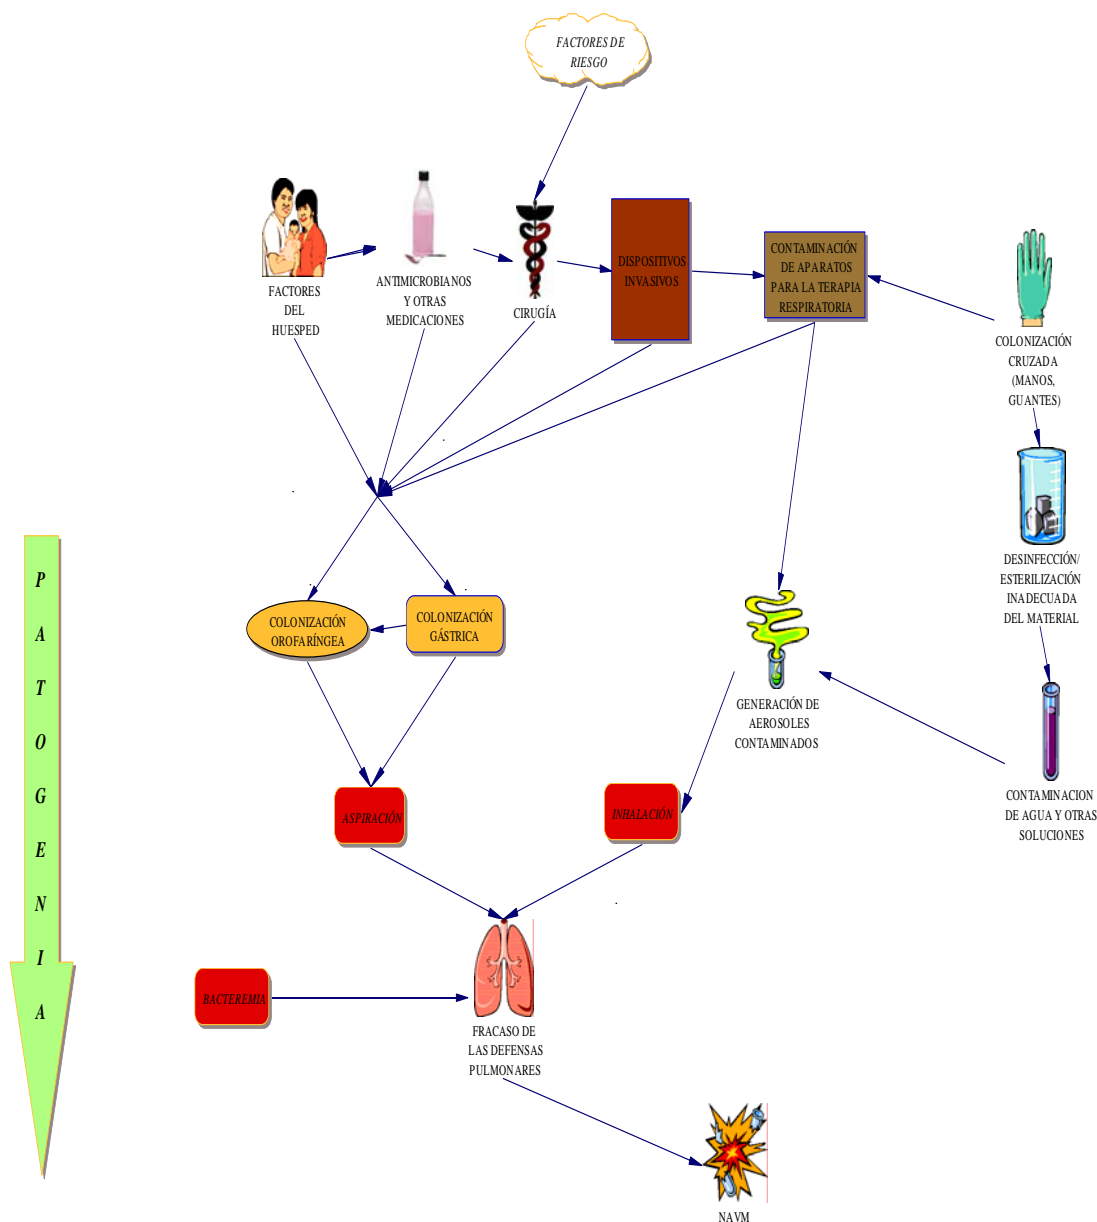 FACTORES DE
RIESGO
FACTORES
DEL
HUESPED
ANTIMICROBIANOS
Y OTRAS
MEDICACIONES
CIRUGÍA
DISPOSITIVOS
INVASIVOS
CONTAMINACIÓN
DE APARATOS
PARA LA TERAPIA
RESPIRATORIA
COLONIZACIÓN
CRUZADA
(MANOS,
GUANTES)
DESINFECCIÓN/
ESTERILIZACIÓN
INADECUADA
DEL MATERIAL
P
A
T
O
G
E
N
I
A
COLONIZACIÓN
OROFARÍNGEA
COLONIZACIÓN
GÁSTRICA
GENERACIÓN DE
AEROSOLES
CONTAMINADOS
CONTAMINACION
DE AGUA Y OTRAS
SOLUCIONES
ASPIRACIÓN
INHALACIÓN
BACTEREMIA
FRACASO DE
LAS DEFENSAS
PULMONARES
NAVM